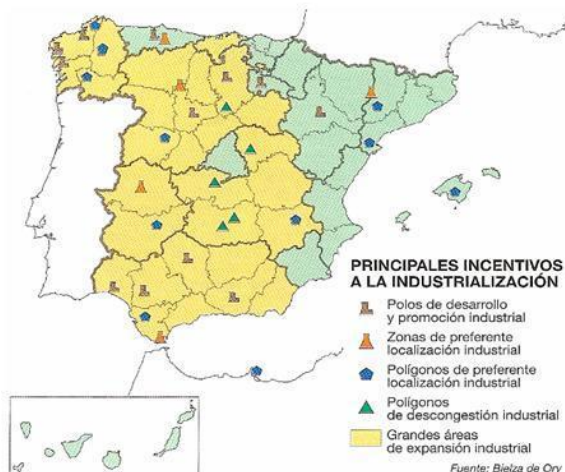 PRINCIPALES INCENTIVOS
A LA INDUSTRIALIZACIÓN
Polos de desarrollo
y promoción industrial
Zonas de preferente
localización industrial
Polígonos de preferente
localización industrial
Polígonos
de descongestión industrial
Grandes áreas
de expansión industrial
Fuente: Bielza de Ory